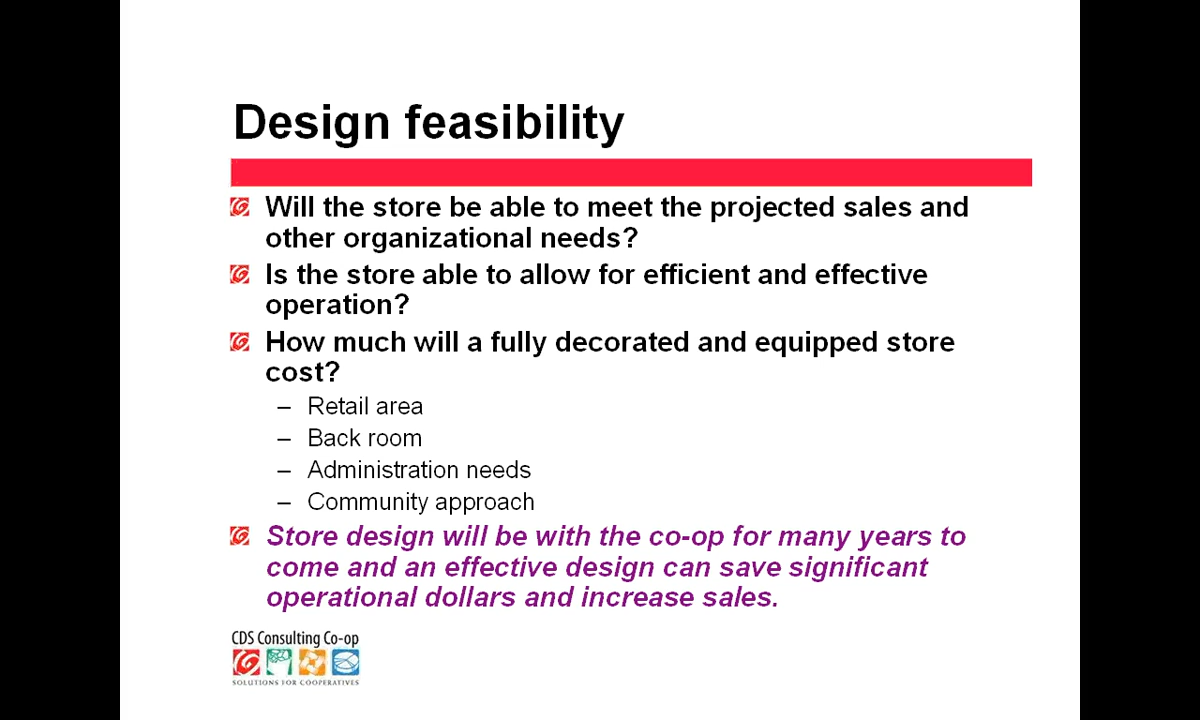 Design feasibility
Will the store be able to meet the projected sales and
other organizational needs?
Is the store able to allow for efficient and effective
operation?
How much will a fully decorated and equipped store
cost?
– Retail area
– Back room
– Administration needs
– Community approach
Store design will be with the co-op for many years to
come and an effective design can save significant
operational dollars and increase sales.
CDS Consulting Co-op
SOLUTIONS FOR COOPERATIVES